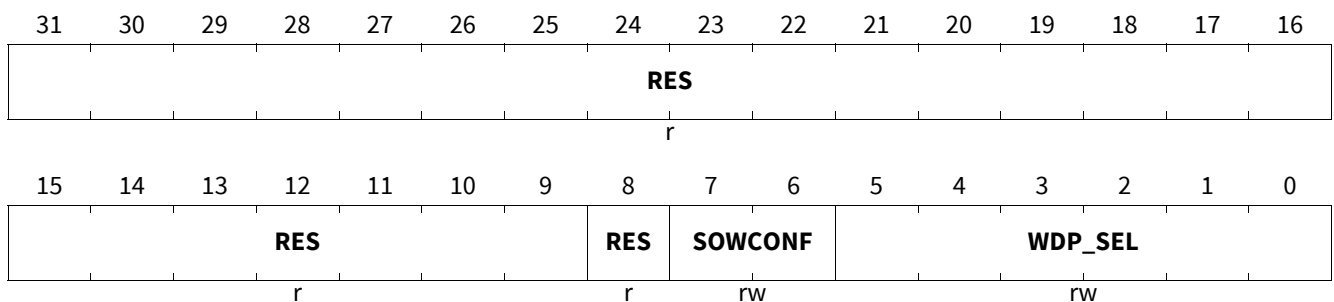 31 30 29 28 27 26 25 24 23 22 21 20 19 18 17 16
RES
r
15 14 13 12 11 10 9 8 7 6 5 4 3 2 1 0
RES RES SOWCONF WDP_SEL
r r rw rw